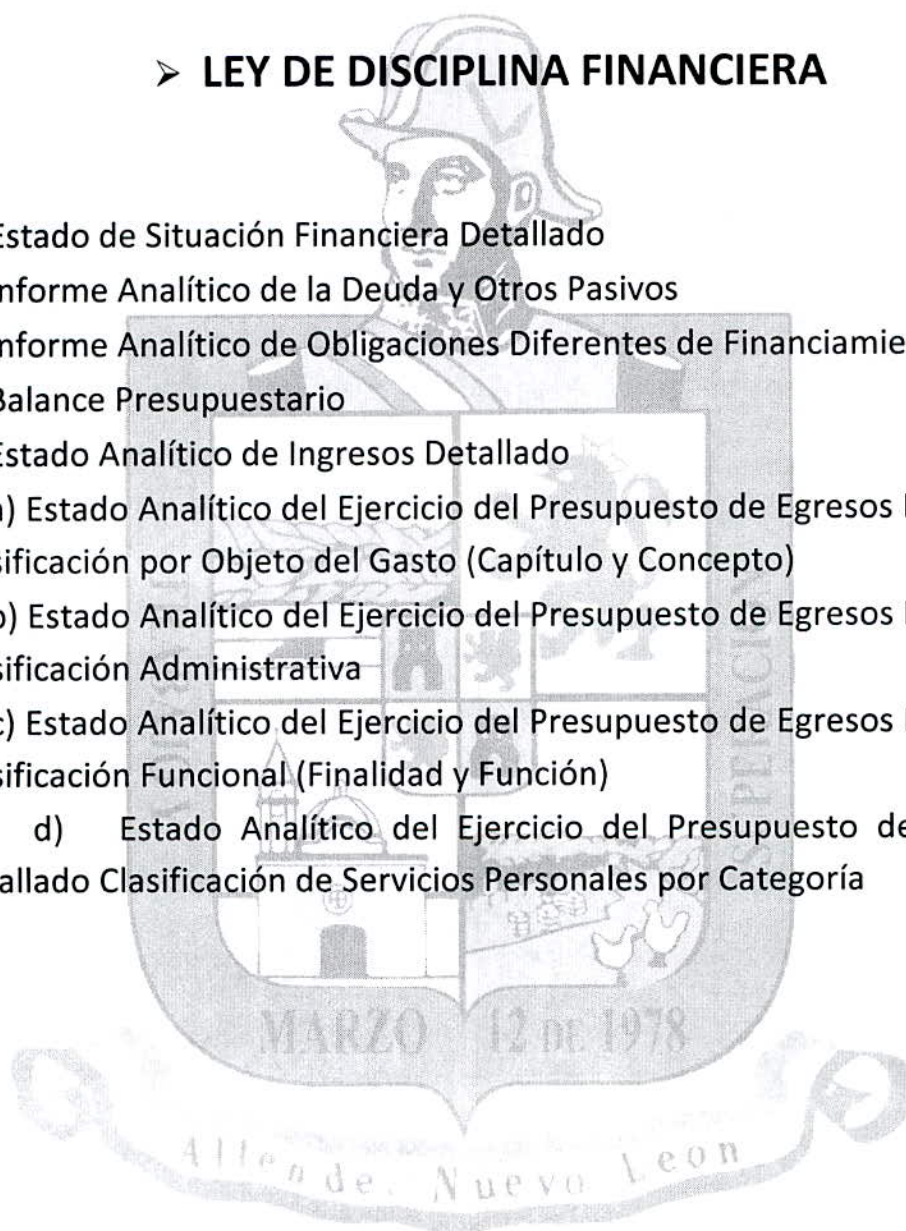 ➢ LEY DE DISCIPLINA FINANCIERA
Estado de Situación Financiera Detallado
nforme Analítico de la Deuda y Otros Pasivos
nforme Analítico de Obligaciones Diferentes de Financiamie
Balance Presupuestario
Estado Analítico de Ingresos Detallado
a) Estado Analítico del Ejercicio del Presupuesto de Egresos
sificación por Objeto del Gasto (Capítulo y Concepto)
b) Estado Analítico del Ejercicio del Presupuesto de Egresos
sificación Administrativa
c) Estado Analítico del Ejercicio del Presupuesto de Egresos
sificación Funcional (Finalidad y Función)
d) Estado Analítico del Ejercicio del Presupuesto de
allado Clasificación de Servicios Personales por Categoría
MARZO 12 DE 1978
Allende, Nuevo Leon